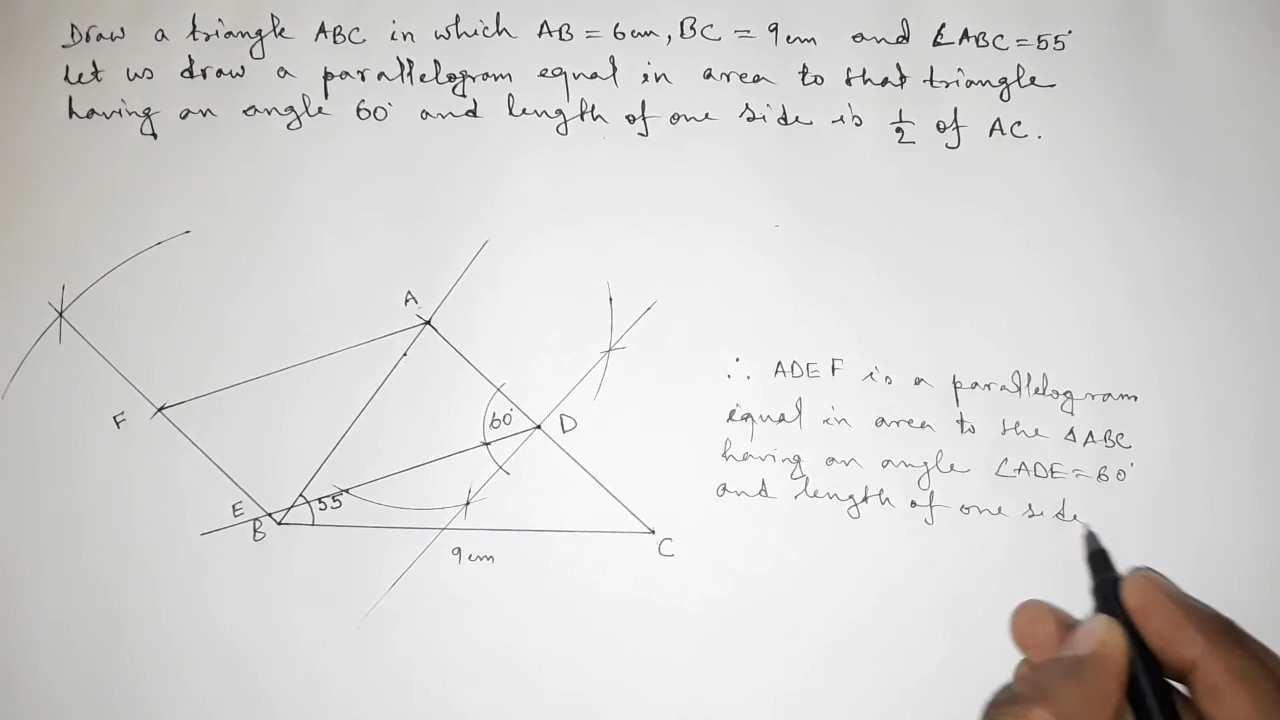 Draw a triangle ABC in which AB = 6cm, BC = 9cm and ∠ABC = 55°
Let us draw a parallelogram equal in area to that triangle
having an angle 60° and length of one side is 1/2 of AC.
A
F
60°
D
E
55°
B
C
9cm
∴ ADEF is a parallelogram
equal in area to the ΔABC
having an angle ∠ADE = 60°
and length of one side